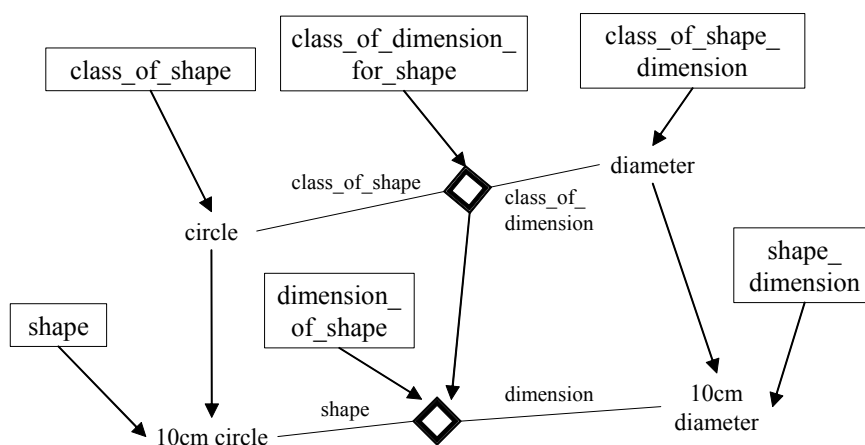 class_of_shape
class_of_dimension_
for_shape
class_of_shape_
dimension
class_of_shape
class_of_
dimension
diameter
circle
shape_
dimension
dimension_
of_shape
shape
shape
dimension
10cm
diameter
10cm circle